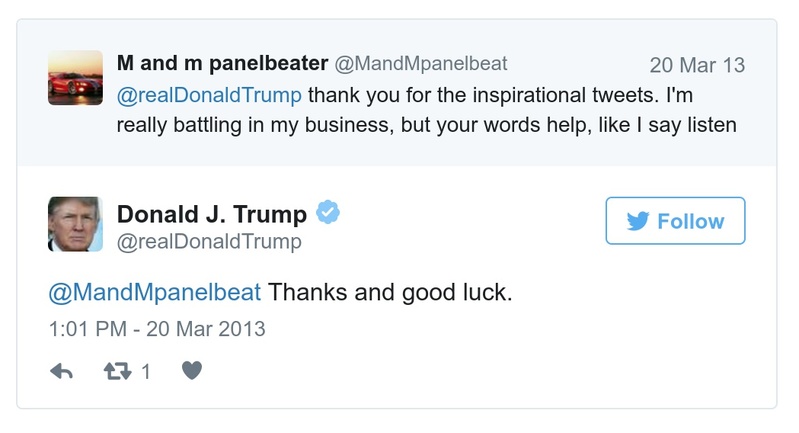 M and m panelbeater @MandMpanelbeat 20 Mar 13
@realDonaldTrump thank you for the inspirational tweets. I'm
really battling in my business, but your words help, like I say listen
Donald J. Trump
Follow
@realDonaldTrump
@MandMpanelbeat Thanks and good luck.
1:01 PM - 20 Mar 2013
1